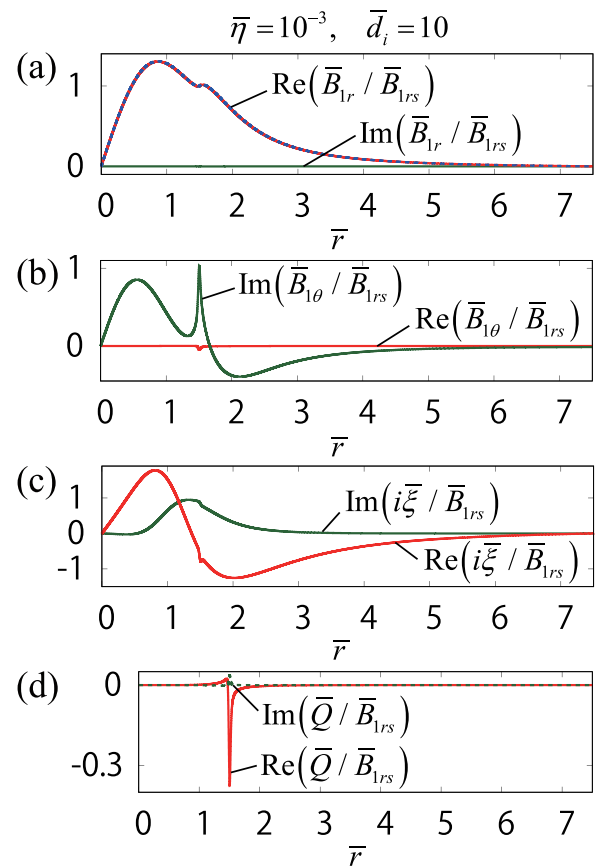 η̅ = 10⁻³, d̅ᵢ = 10
(a)
1
0
Re(B̅₁ᵣ / B̅₁ᵣₛ)
Im(B̅₁ᵣ / B̅₁ᵣₛ)
0 1 2 3 4 5 6 7
r̅
(b)
1
0
Im(B̅₁θ / B̅₁ᵣₛ)
Re(B̅₁θ / B̅₁ᵣₛ)
0 1 2 3 4 5 6 7
r̅
(c)
1
0
-1
Im(iξ̅ / B̅₁ᵣₛ)
Re(iξ̅ / B̅₁ᵣₛ)
0 1 2 3 4 5 6 7
r̅
(d)
0
-0.3
Im(Q̅ / B̅₁ᵣₛ)
Re(Q̅ / B̅₁ᵣₛ)
0 1 2 3 4 5 6 7
r̅